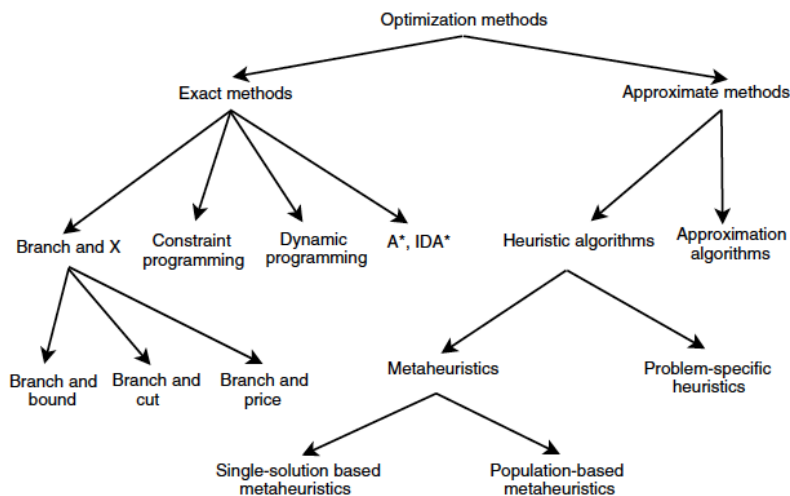 Optimization methods
Exact methods
Approximate methods
Branch and X
Constraint
programming
Dynamic
programming
A*, IDA*
Heuristic algorithms
Approximation
algorithms
Branch and
bound
Branch and
cut
Branch and
price
Metaheuristics
Problem-specific
heuristics
Single-solution based
metaheuristics
Population-based
metaheuristics